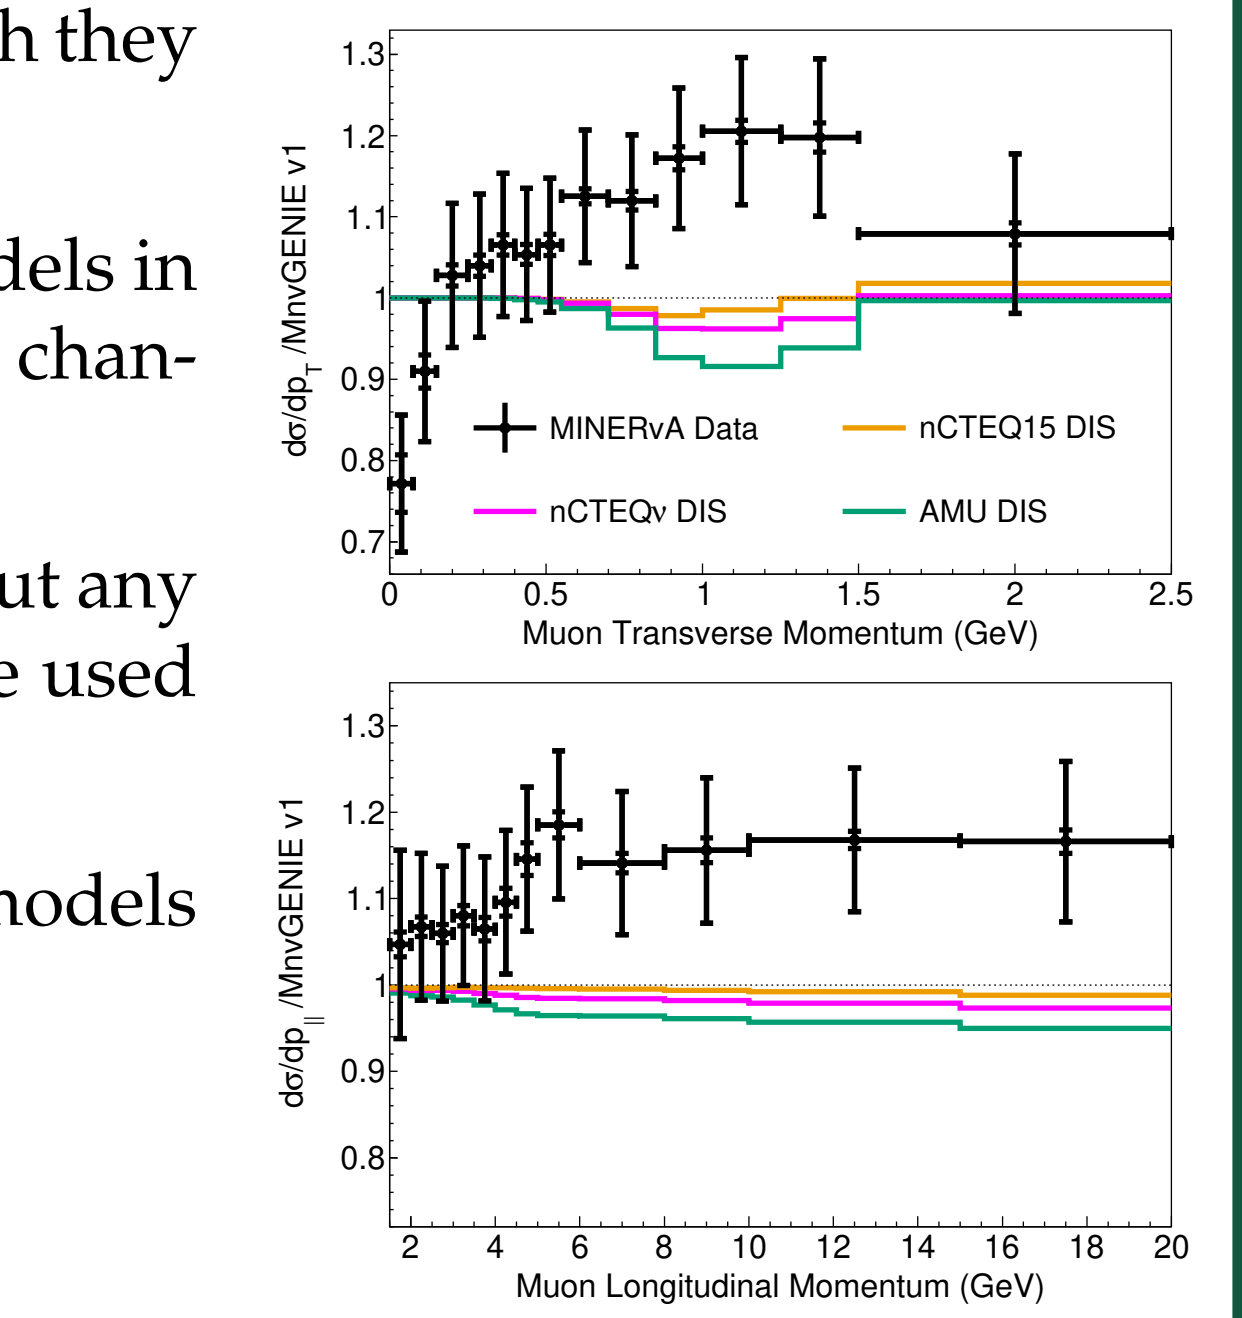 h they
dels in
chan-
ut any
e used
nodels
1.3
1.2
1.1
1
0.9
0.8
0.7
dσ/dp_T /MnvGENIE v1
MINERvA Data
nCTEQ15 DIS
nCTEQν DIS
AMU DIS
0 0.5 1 1.5 2 2.5
Muon Transverse Momentum (GeV)
1.3
1.2
1.1
1
0.9
0.8
dσ/dp_|| /MnvGENIE v1
2 4 6 8 10 12 14 16 18 20
Muon Longitudinal Momentum (GeV)